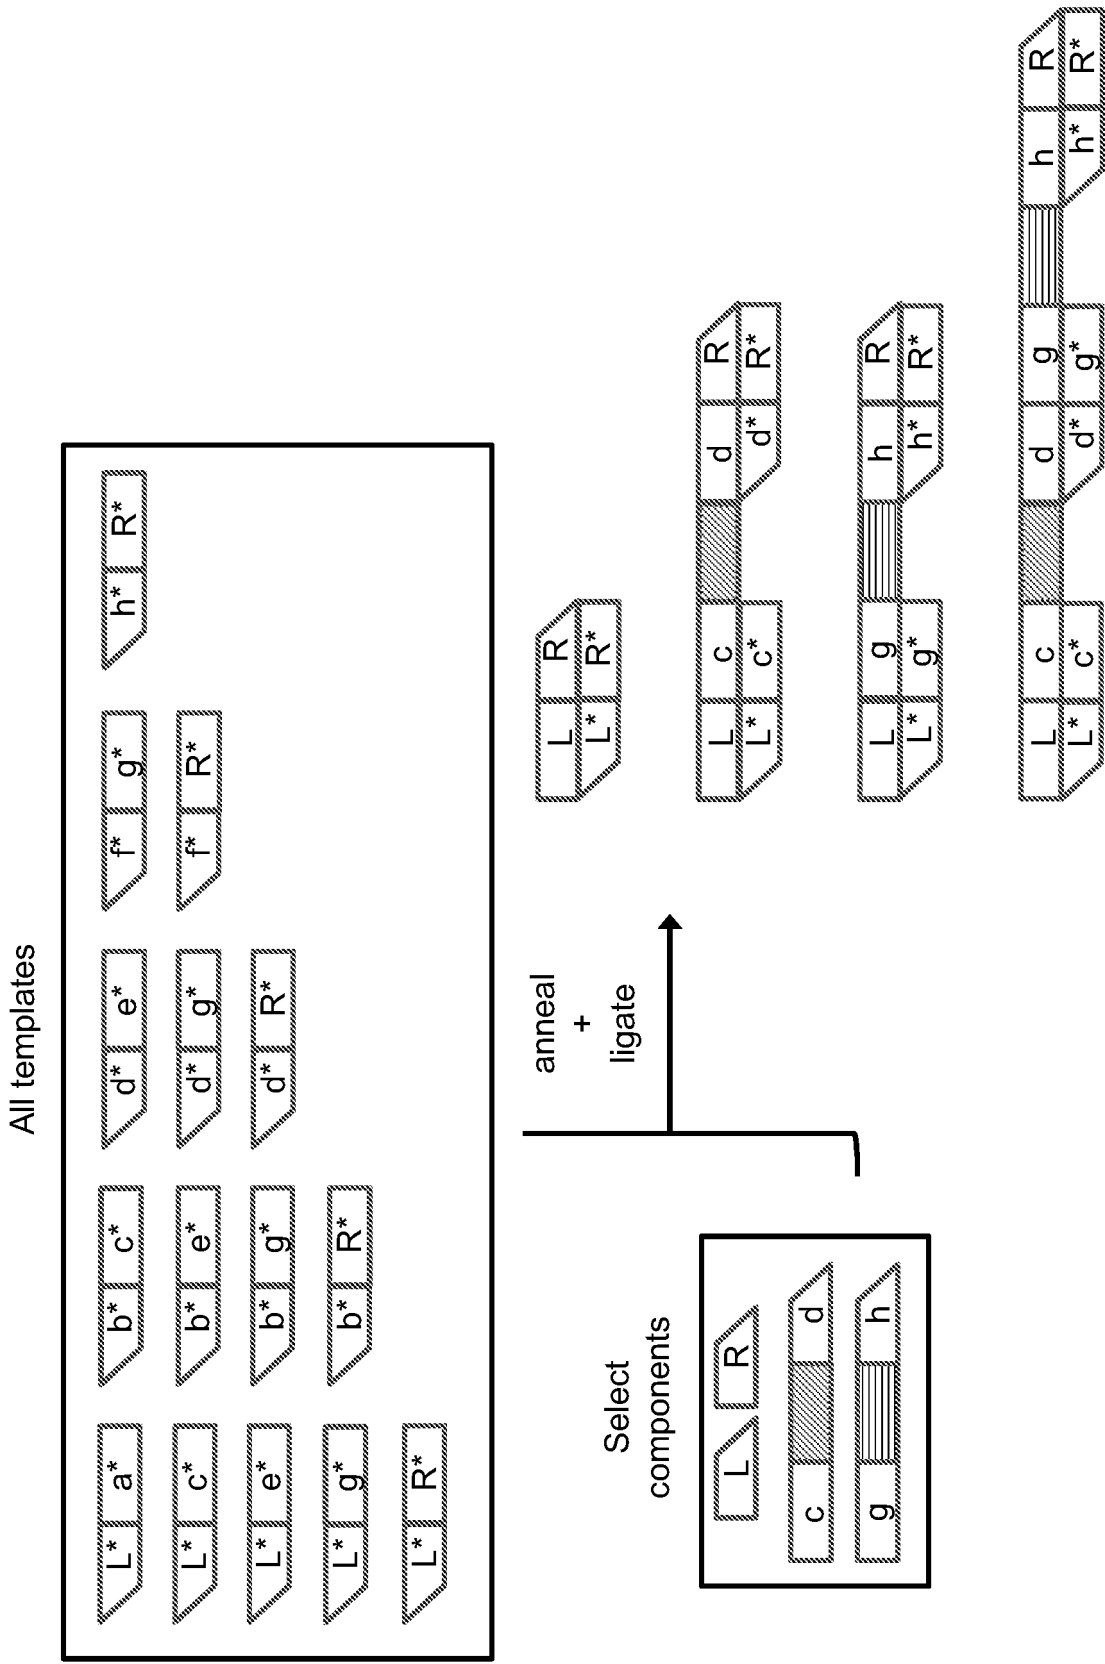 All templates
L* a* b* c* d* e* f* g* h* R*
L* c* b* e* d* g* f* R*
L* e* b* g* d* R*
L* g* b* R*
L* R*
Select
components
L R
c d
g h
anneal
+
ligate
L R
L* R*
L c d R
L* c* d* R*
L g h R
L* g* h* R*
L c d g h R
L* c* d* g* h* R*